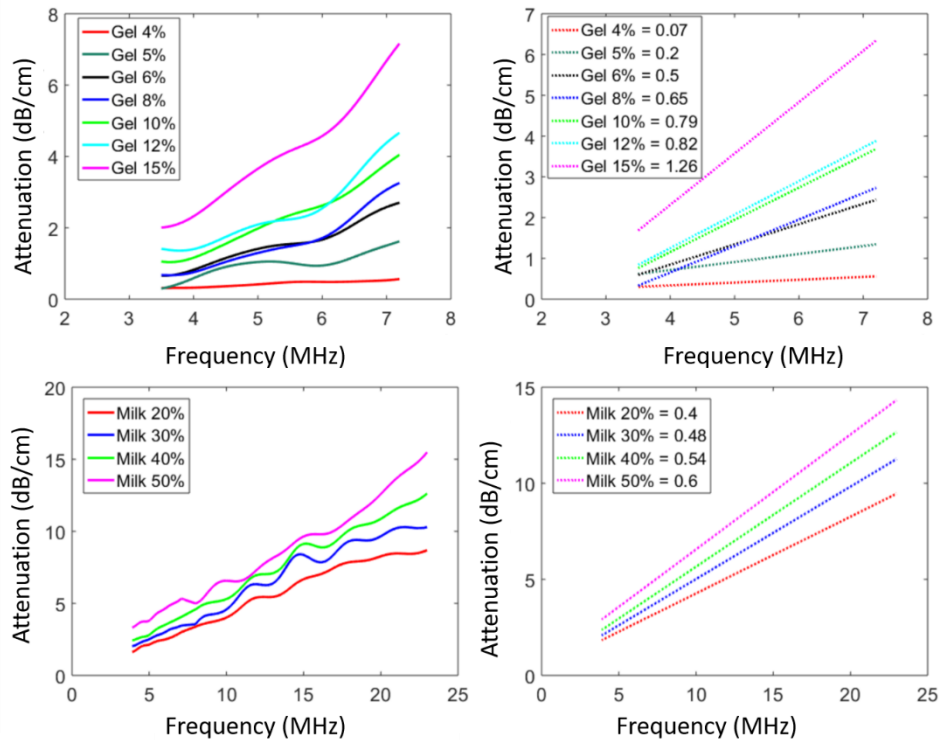 8
6
4
2
0
2
3
4
5
6
7
8
Attenuation (dB/cm)
Frequency (MHz)
Gel 4%
Gel 5%
Gel 6%
Gel 8%
Gel 10%
Gel 12%
Gel 15%
7
6
5
4
3
2
1
0
2
3
4
5
6
7
8
Attenuation (dB/cm)
Frequency (MHz)
Gel 4% = 0.07
Gel 5% = 0.2
Gel 6% = 0.5
Gel 8% = 0.65
Gel 10% = 0.79
Gel 12% = 0.82
Gel 15% = 1.26
20
15
10
5
0
0
5
10
15
20
25
Attenuation (dB/cm)
Frequency (MHz)
Milk 20%
Milk 30%
Milk 40%
Milk 50%
15
10
5
0
0
5
10
15
20
25
Attenuation (dB/cm)
Frequency (MHz)
Milk 20% = 0.4
Milk 30% = 0.48
Milk 40% = 0.54
Milk 50% = 0.6